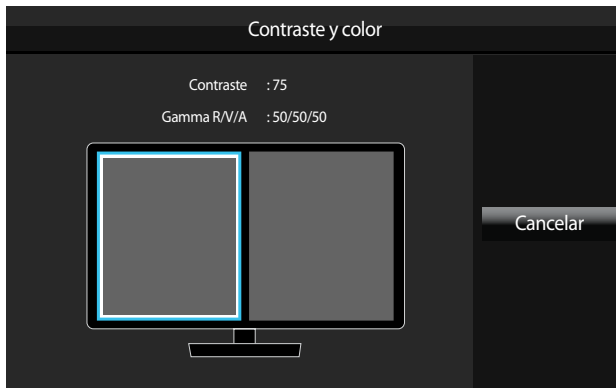 Contraste y color
Contraste : 75
Gamma R/V/A : 50/50/50
Cancelar